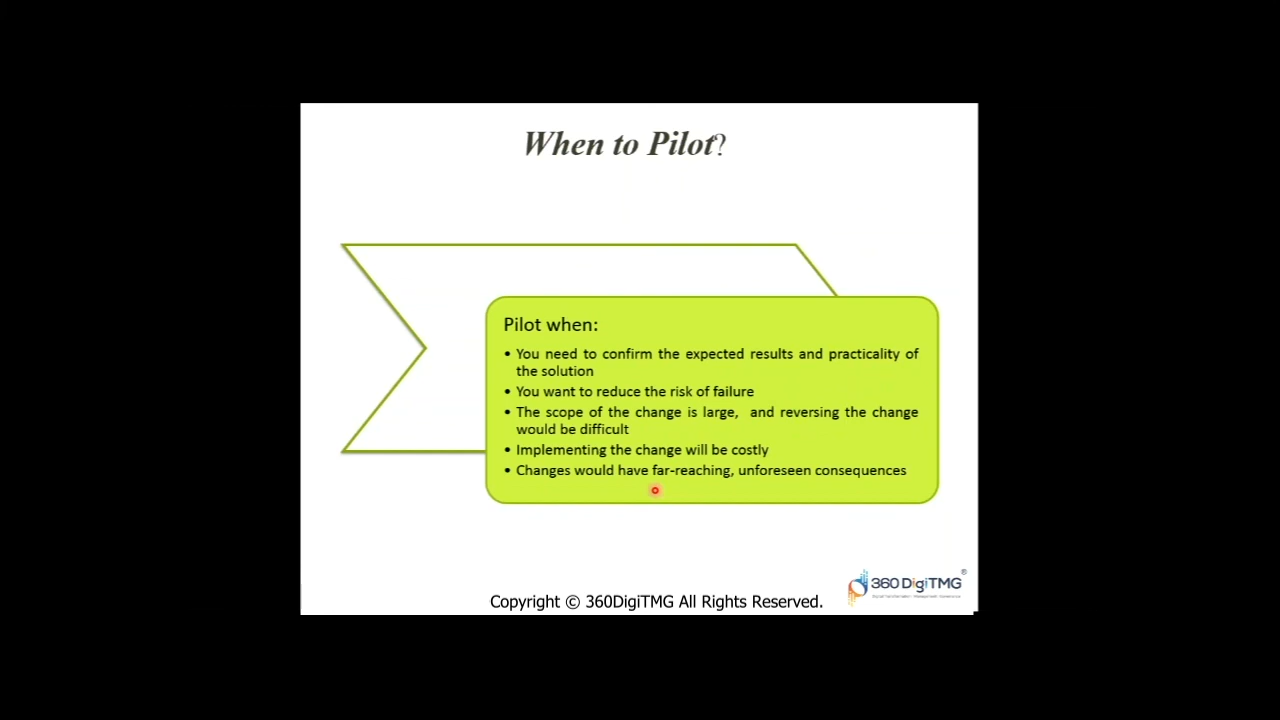 When to Pilot?
Pilot when:
• You need to confirm the expected results and practicality of
the solution
• You want to reduce the risk of failure
• The scope of the change is large, and reversing the change
would be difficult
• Implementing the change will be costly
• Changes would have far-reaching, unforeseen consequences
360DigiTMG®
Copyright © 360DigiTMG All Rights Reserved.